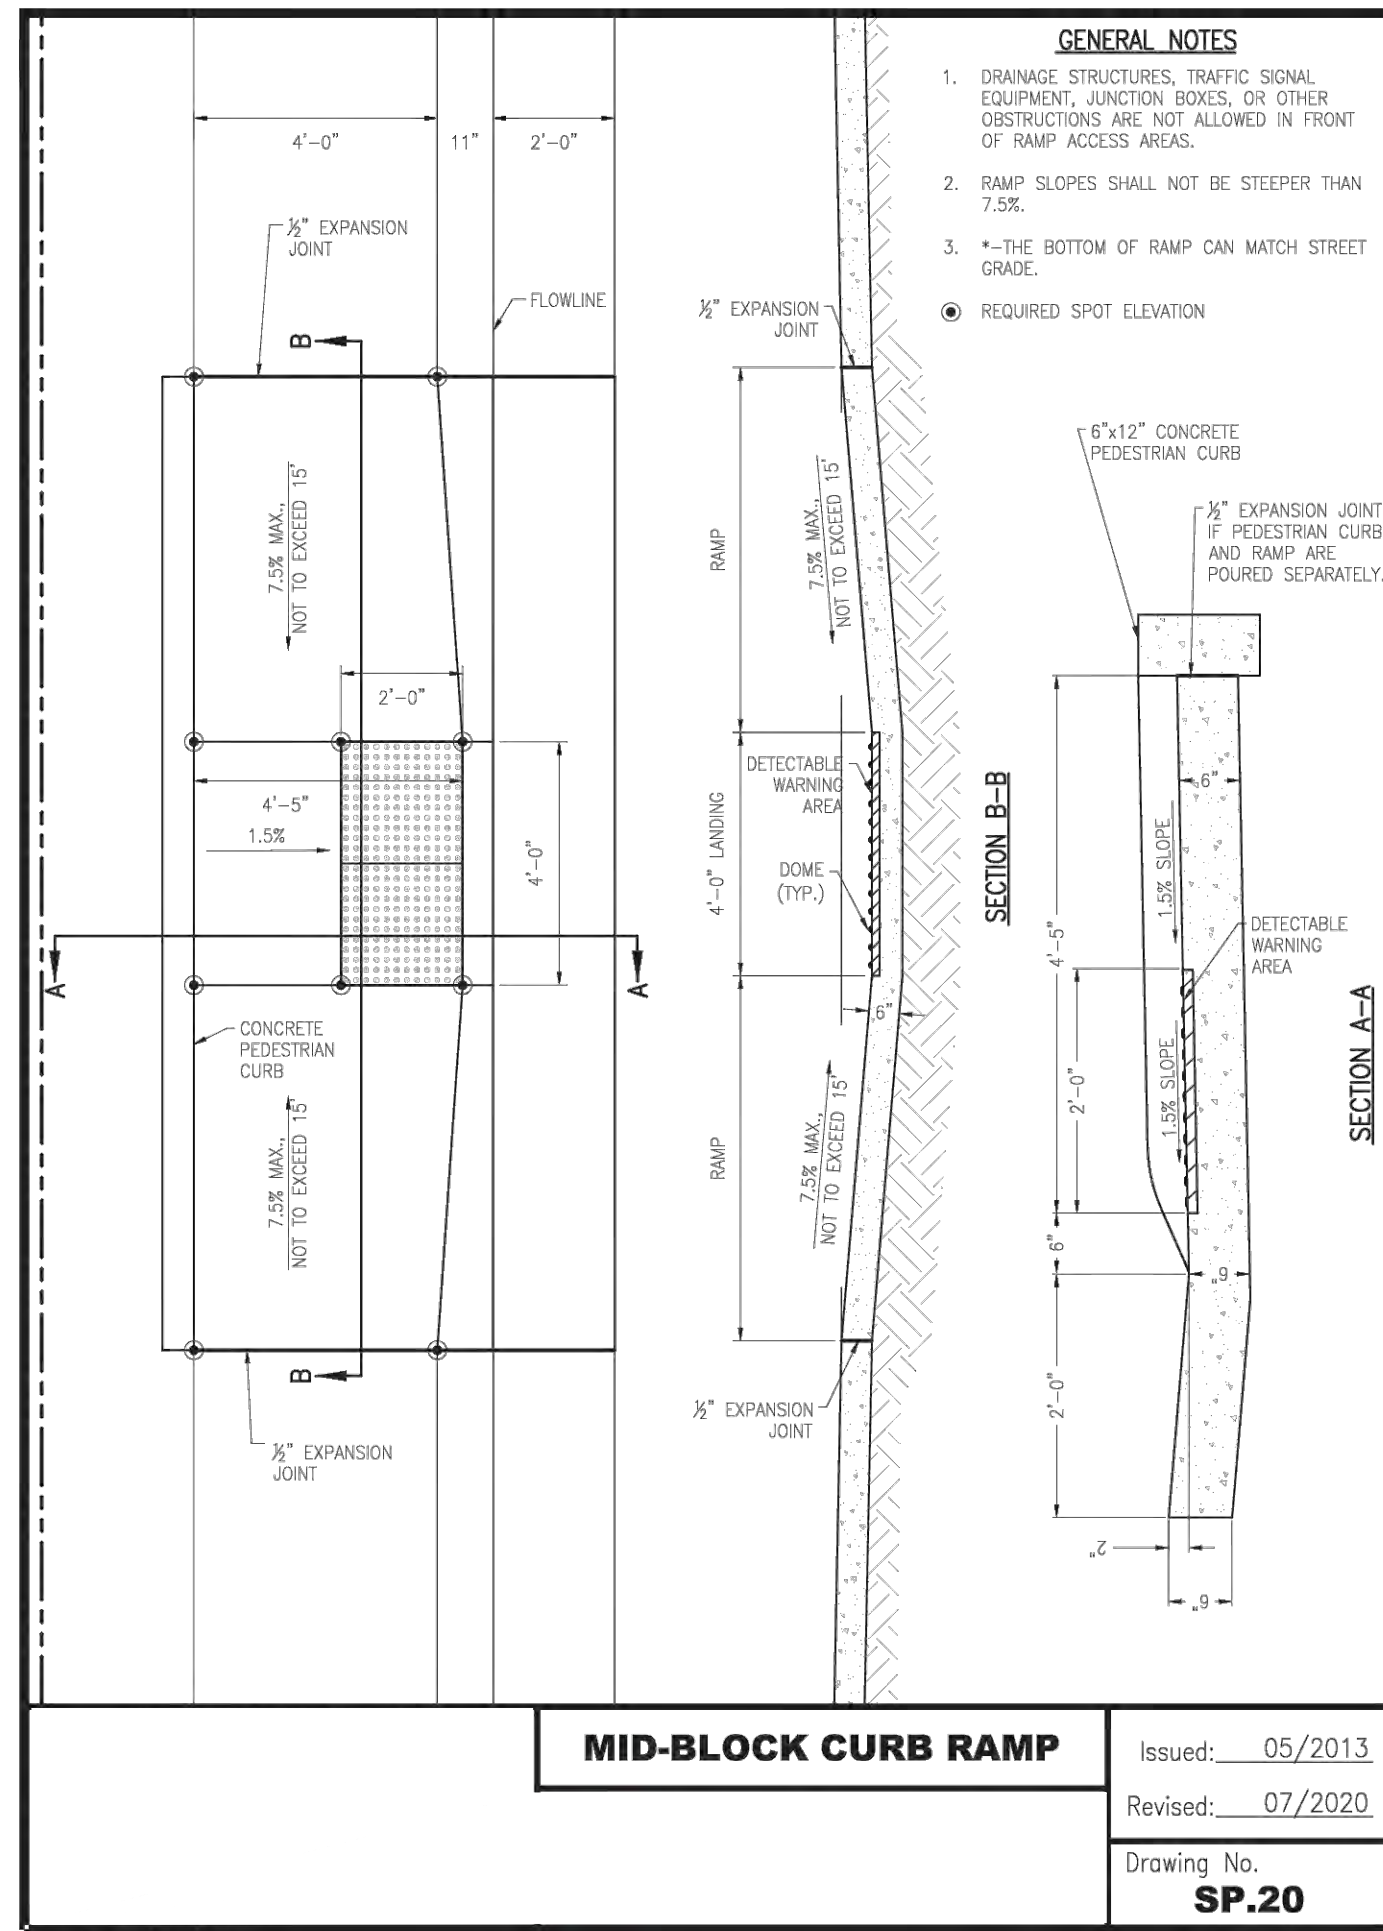 GENERAL NOTES
1. DRAINAGE STRUCTURES, TRAFFIC SIGNAL
EQUIPMENT, JUNCTION BOXES, OR OTHER
OBSTRUCTIONS ARE NOT ALLOWED IN FRONT
OF RAMP ACCESS AREAS.
2. RAMP SLOPES SHALL NOT BE STEEPER THAN
7.5%.
3. *-THE BOTTOM OF RAMP CAN MATCH STREET
GRADE.
REQUIRED SPOT ELEVATION
4'-0"
11"
2'-0"
½" EXPANSION
JOINT
FLOWLINE
B
7.5% MAX.,
NOT TO EXCEED 15'
2'-0"
4'-5"
1.5%
4'-0"
A
A
CONCRETE
PEDESTRIAN
CURB
7.5% MAX.,
NOT TO EXCEED 15'
B
½" EXPANSION
JOINT
½" EXPANSION
JOINT
RAMP
7.5% MAX.,
NOT TO EXCEED 15'
DETECTABLE
WARNING
AREA
4'-0" LANDING
DOME
(TYP.)
6"
RAMP
7.5% MAX.,
NOT TO EXCEED 15'
½" EXPANSION
JOINT
SECTION B-B
6"x12" CONCRETE
PEDESTRIAN CURB
½" EXPANSION JOINT
IF PEDESTRIAN CURB
AND RAMP ARE
POURED SEPARATELY.
6"
1.5% SLOPE
4'-5"
DETECTABLE
WARNING
AREA
2'-0"
1.5% SLOPE
6"
6"
2'-0"
2"
6"
SECTION A-A
MID-BLOCK CURB RAMP
Issued: 05/2013
Revised: 07/2020
Drawing No.
SP.20